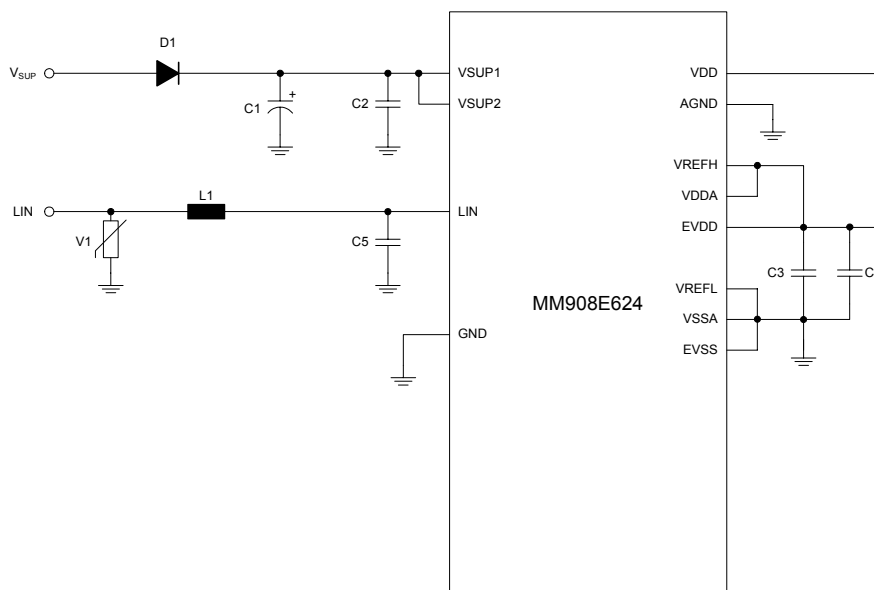 D1
VSUP
VSUP1
VDD
C1
+
C2
VSUP2
AGND
VREFH
L1
VDDA
LIN
LIN
EVDD
V1
C5
C3
C
VREFL
MM908E624
VSSA
GND
EVSS